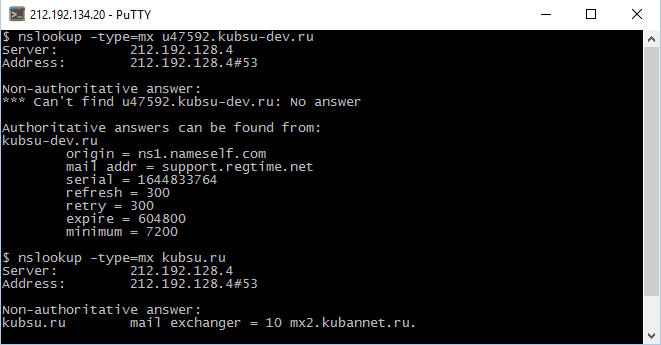 212.192.134.20 - PuTTY
$ nslookup -type=mx u47592.kubsu-dev.ru
Server:         212.192.128.4
Address:        212.192.128.4#53

Non-authoritative answer:
*** Can't find u47592.kubsu-dev.ru: No answer

Authoritative answers can be found from:
kubsu-dev.ru
        origin = ns1.nameself.com
        mail addr = support.regtime.net
        serial = 1644833764
        refresh = 300
        retry = 300
        expire = 604800
        minimum = 7200

$ nslookup -type=mx kubsu.ru
Server:         212.192.128.4
Address:        212.192.128.4#53

Non-authoritative answer:
kubsu.ru        mail exchanger = 10 mx2.kubannet.ru.